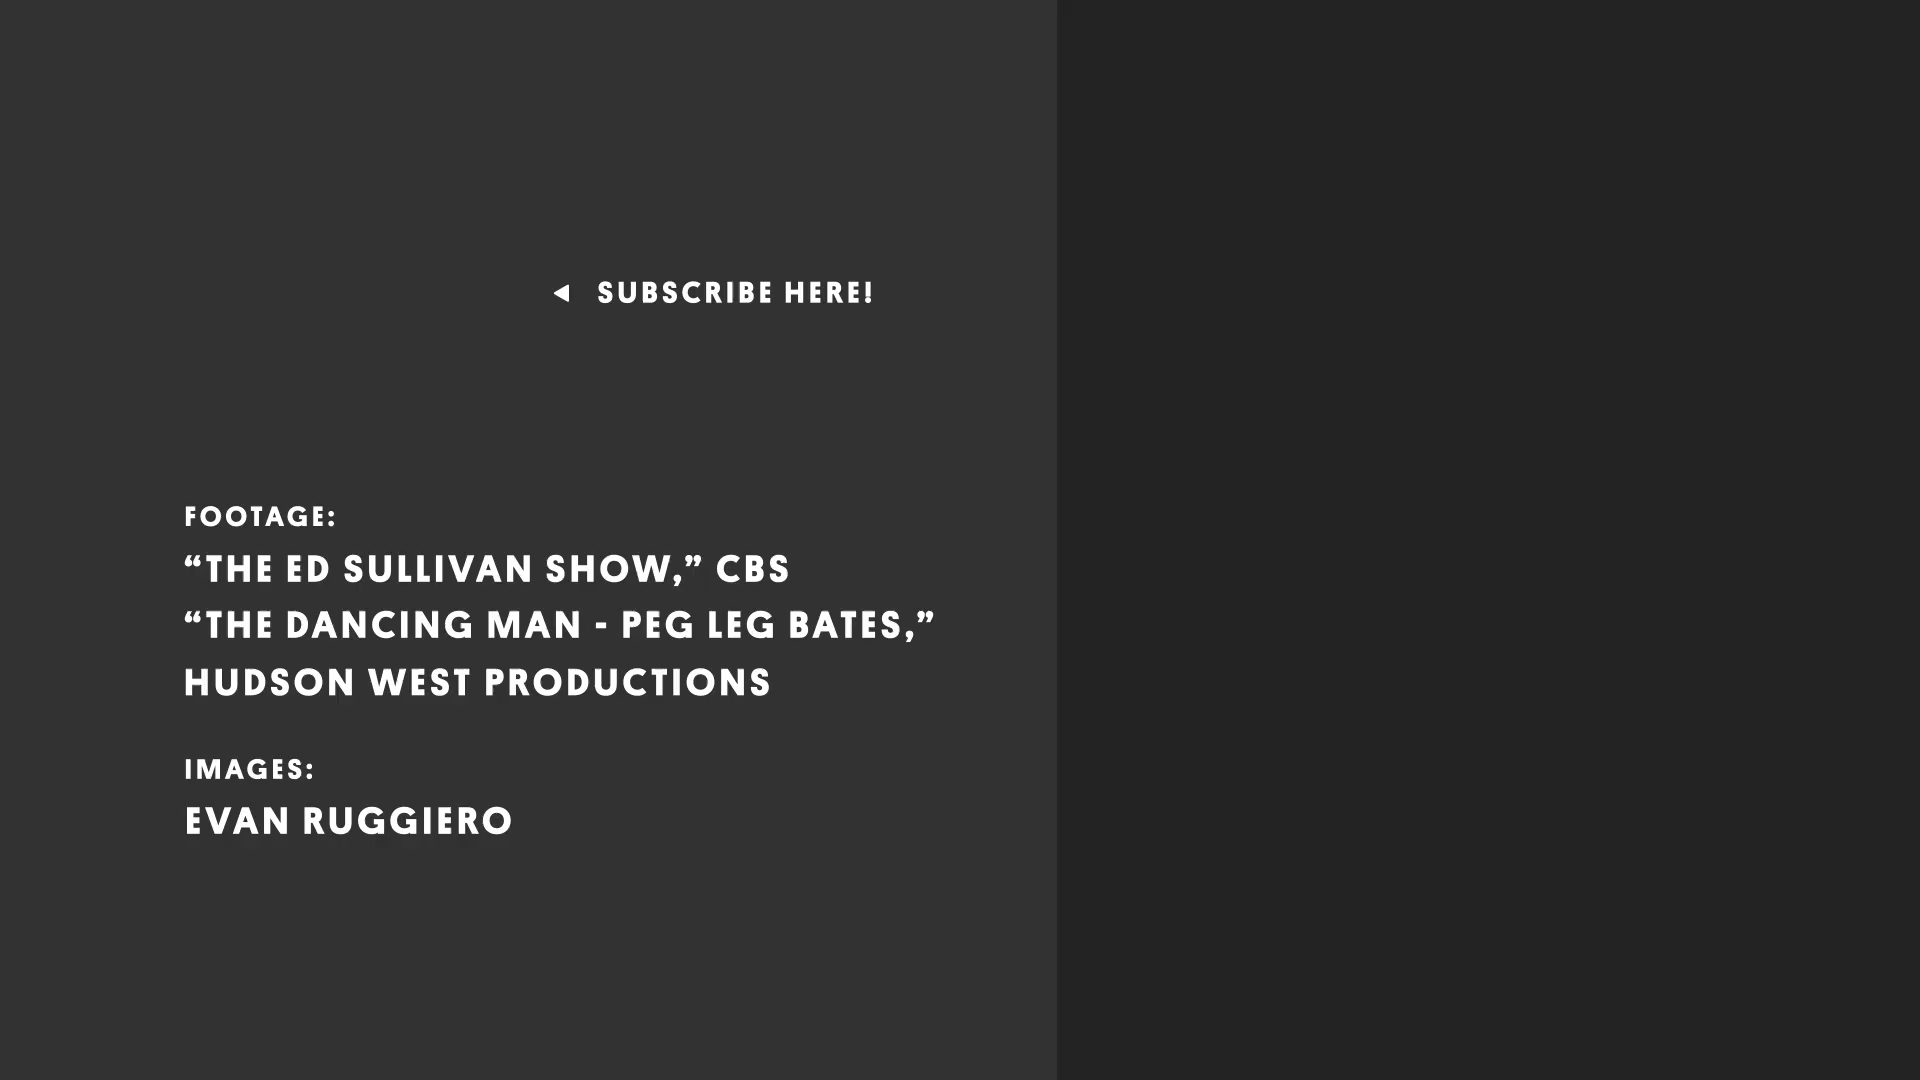 SUBSCRIBE HERE!
FOOTAGE:
“THE ED SULLIVAN SHOW,” CBS
“THE DANCING MAN - PEG LEG BATES,”
HUDSON WEST PRODUCTIONS
IMAGES:
EVAN RUGGIERO